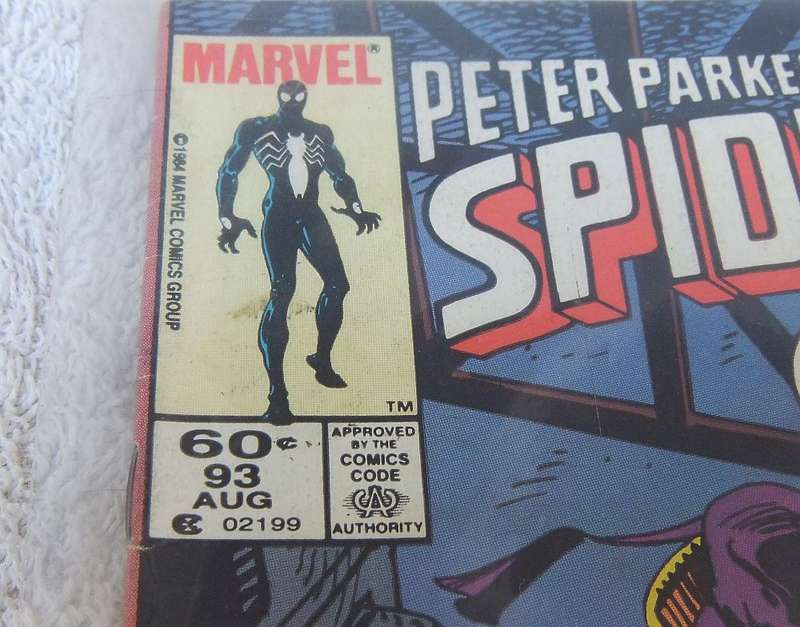 MARVEL®
©1984 MARVEL COMICS GROUP
TM
60¢
93
AUG
02199
APPROVED
BY THE
COMICS
CODE
AUTHORITY
PETER PARKE
SPID